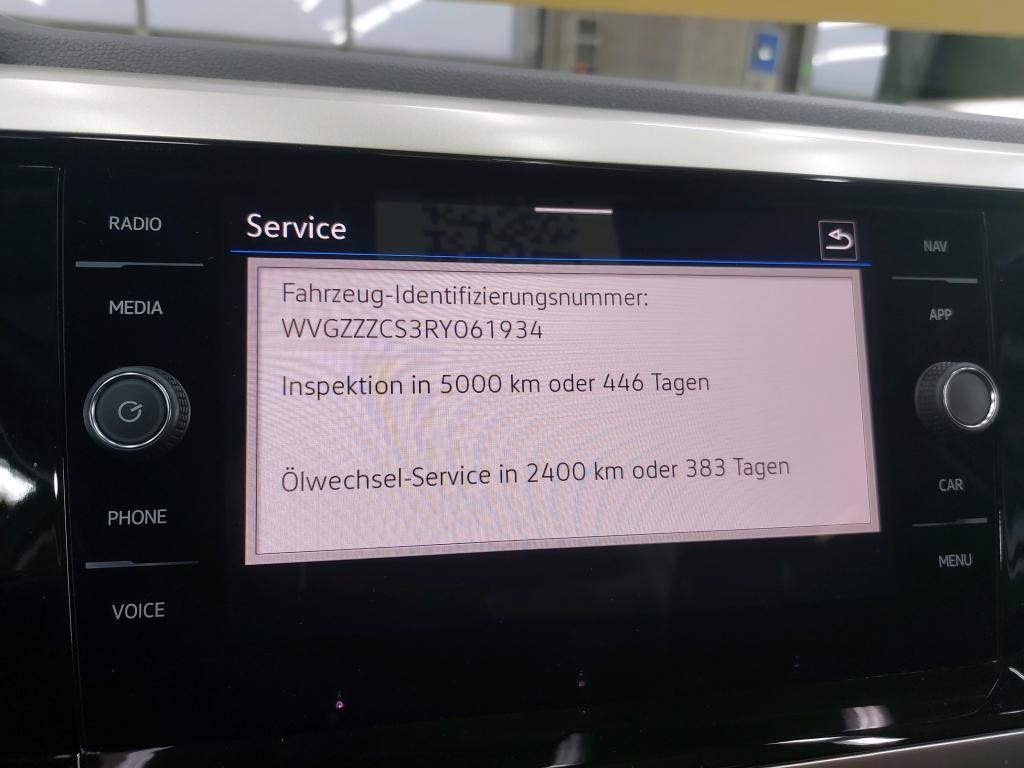 Service
RADIO
MEDIA
PHONE
VOICE
Fahrzeug-Identifizierungsnummer:
WVGZZZCS3RY061934
Inspektion in 5000 km oder 446 Tagen
Ölwechsel-Service in 2400 km oder 383 Tagen
NAV
APP
CAR
MENU